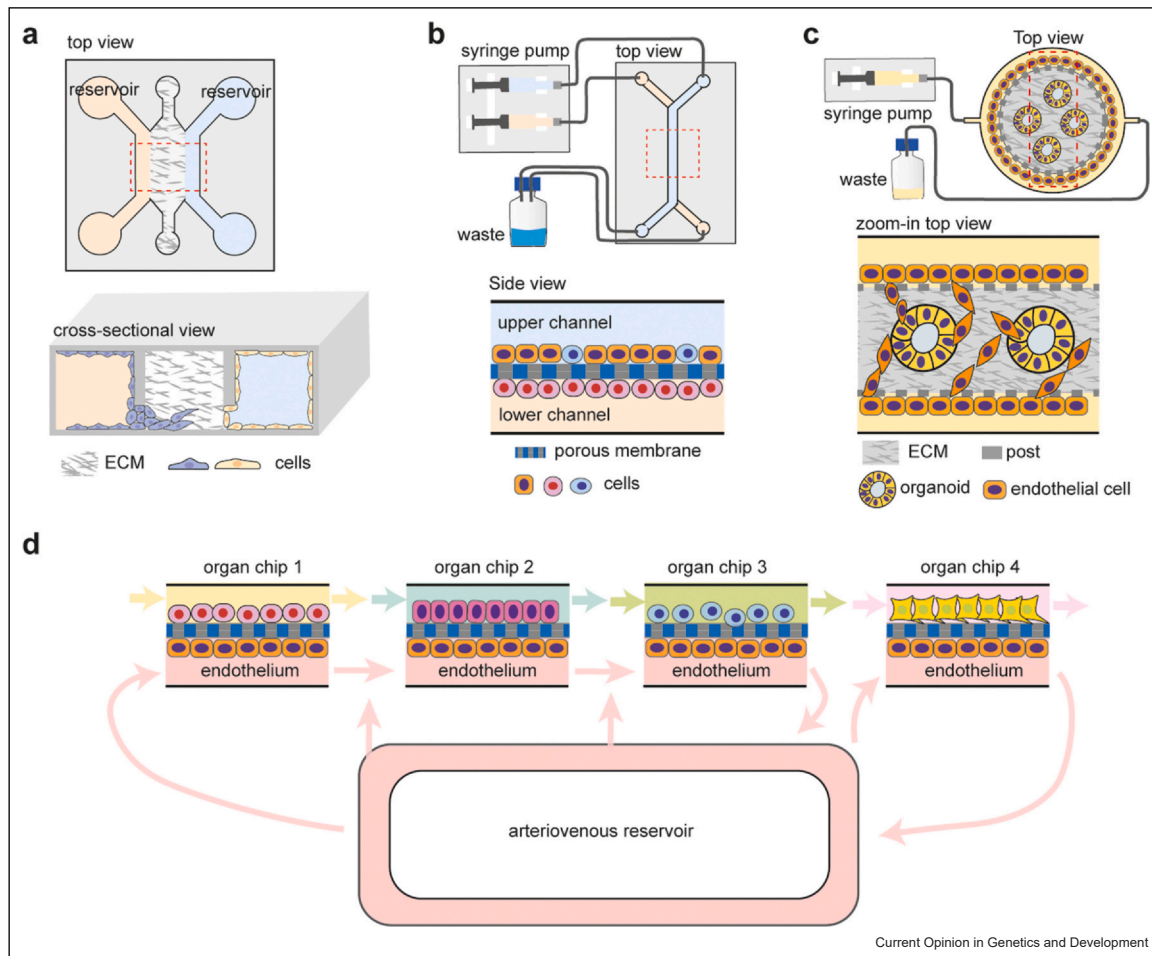 a
top view
reservoir
reservoir
cross-sectional view
ECM
cells
b
syringe pump
top view
waste
Side view
upper channel
lower channel
porous membrane
cells
c
Top view
syringe pump
waste
zoom-in top view
ECM
post
organoid
endothelial cell
d
organ chip 1
organ chip 2
organ chip 3
organ chip 4
endothelium
endothelium
endothelium
endothelium
arteriovenous reservoir
Current Opinion in Genetics and Development